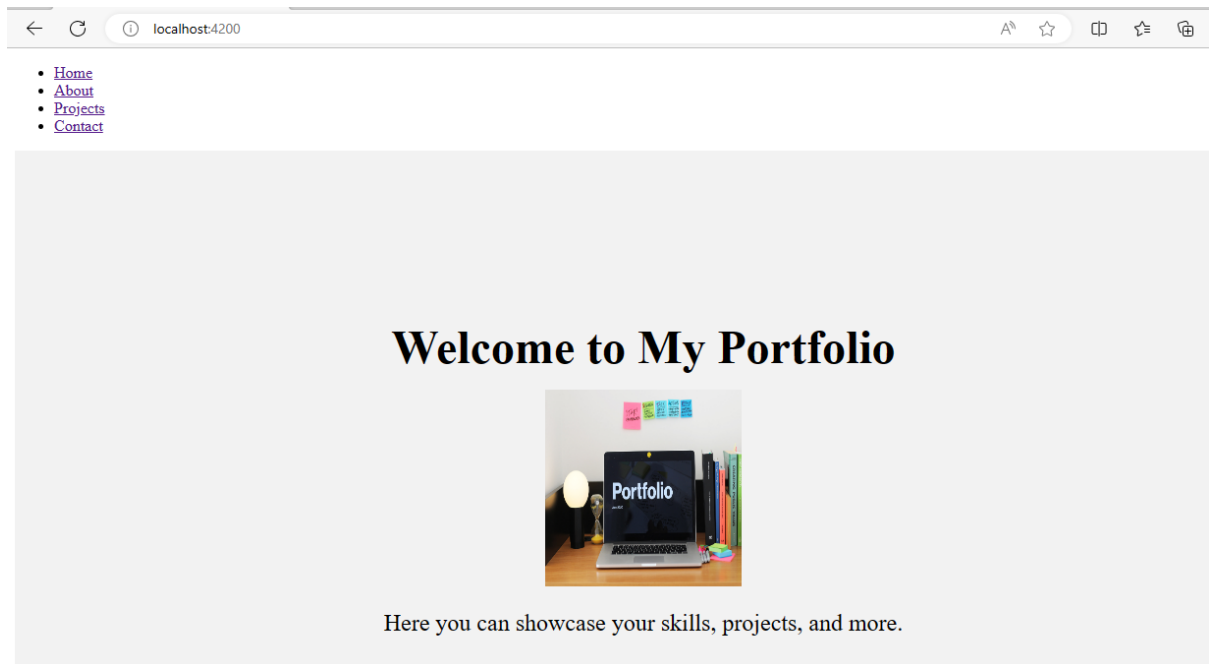 localhost:4200
Home
About
Projects
Contact
Welcome to My Portfolio
Portfolio
Here you can showcase your skills, projects, and more.